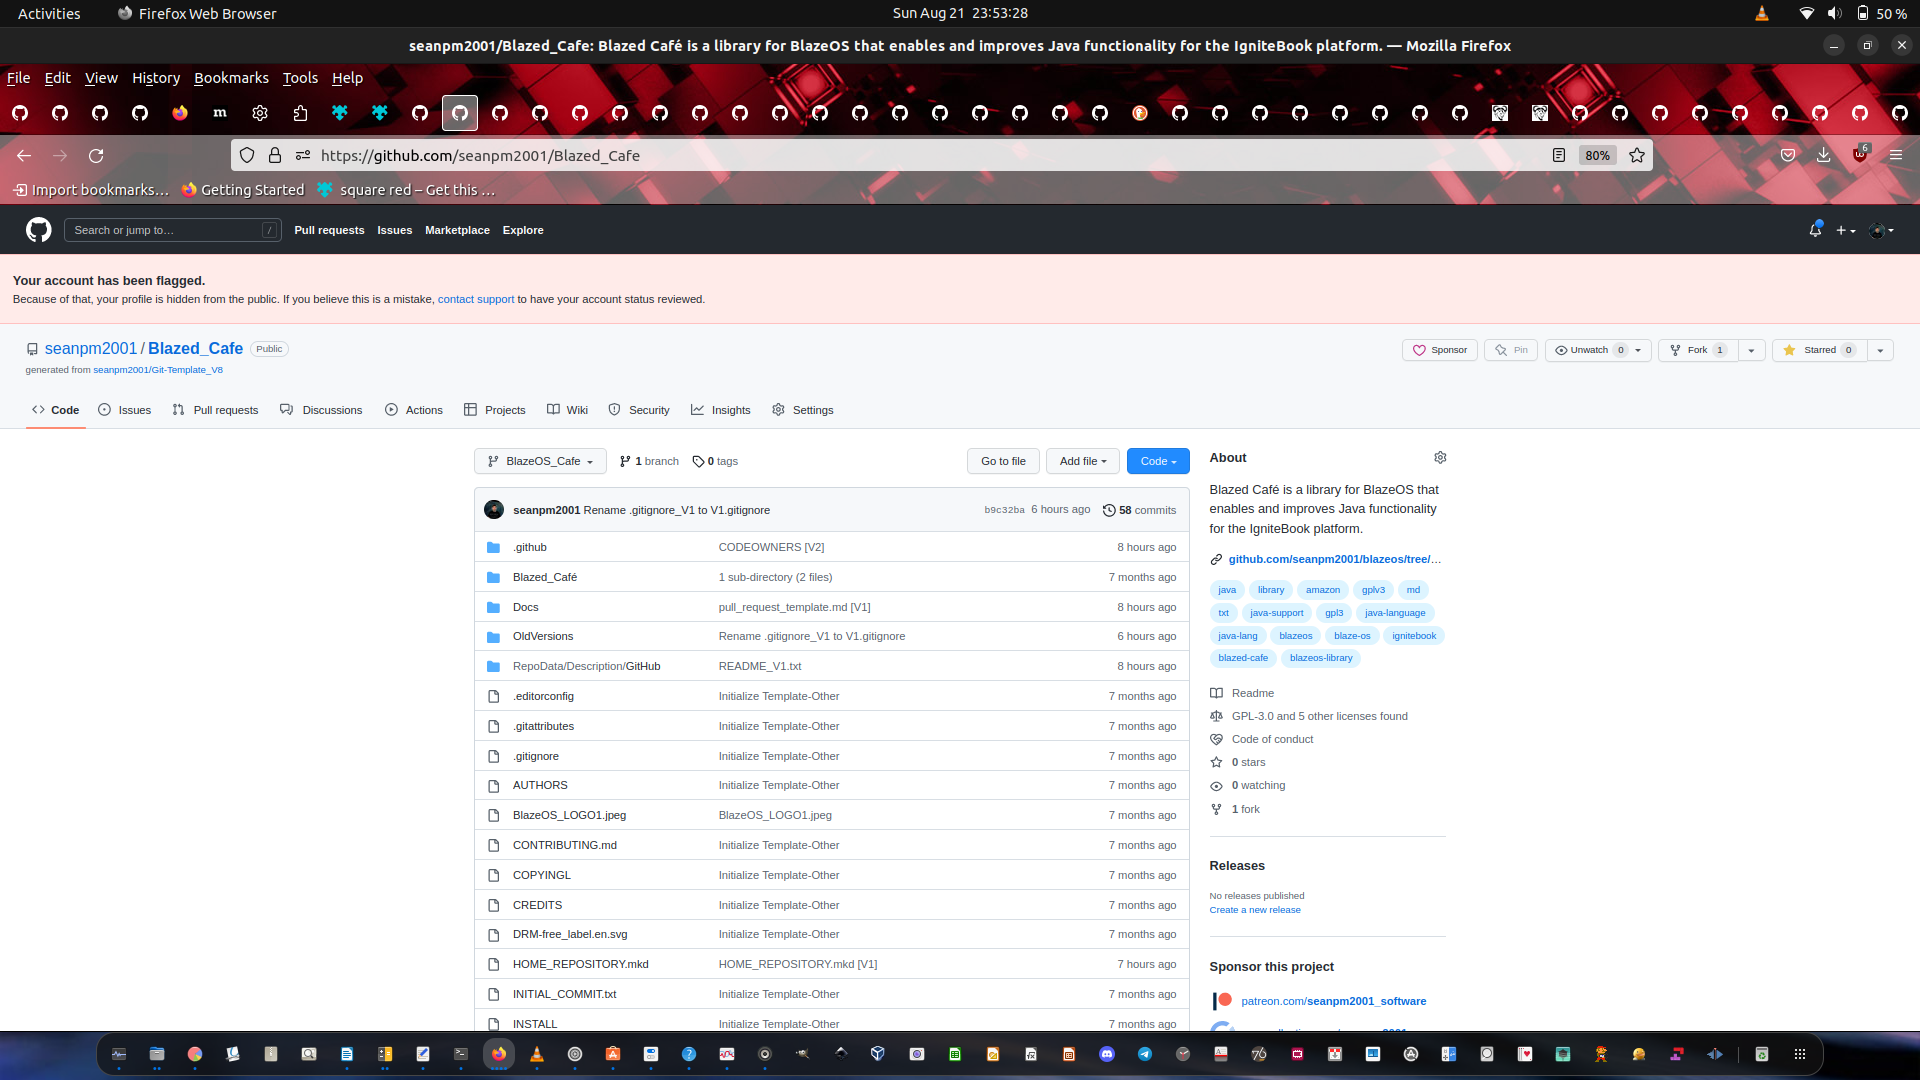 Activities
Firefox Web Browser
Sun Aug 21 23:53:28
50 %
seanpm2001/Blazed_Cafe: Blazed Café is a library for BlazeOS that enables and improves Java functionality for the IgniteBook platform. — Mozilla Firefox
File Edit View History Bookmarks Tools Help
m
https://github.com/seanpm2001/Blazed_Cafe
80%
6
Import bookmarks… Getting Started square red – Get this …
Search or jump to… /
Pull requests Issues Marketplace Explore
Your account has been flagged.
Because of that, your profile is hidden from the public. If you believe this is a mistake, contact support to have your account status reviewed.
seanpm2001 / Blazed_Cafe Public
Sponsor Pin Unwatch 0 Fork 1 Starred 0
generated from seanpm2001/Git-Template_V8
Code Issues Pull requests Discussions Actions Projects Wiki Security Insights Settings
BlazeOS_Cafe 1 branch 0 tags Go to file Add file Code
seanpm2001 Rename .gitignore_V1 to V1.gitignore b9c32ba 6 hours ago 58 commits
.github CODEOWNERS [V2] 8 hours ago
Blazed_Café 1 sub-directory (2 files) 7 months ago
Docs pull_request_template.md [V1] 8 hours ago
OldVersions Rename .gitignore_V1 to V1.gitignore 6 hours ago
RepoData/Description/GitHub README_V1.txt 8 hours ago
.editorconfig Initialize Template-Other 7 months ago
.gitattributes Initialize Template-Other 7 months ago
.gitignore Initialize Template-Other 7 months ago
AUTHORS Initialize Template-Other 7 months ago
BlazeOS_LOGO1.jpeg BlazeOS_LOGO1.jpeg 7 months ago
CONTRIBUTING.md Initialize Template-Other 7 months ago
COPYINGL Initialize Template-Other 7 months ago
CREDITS Initialize Template-Other 7 months ago
DRM-free_label.en.svg Initialize Template-Other 7 months ago
HOME_REPOSITORY.mkd HOME_REPOSITORY.mkd [V1] 7 hours ago
INITIAL_COMMIT.txt Initialize Template-Other 7 months ago
INSTALL Initialize Template-Other 7 months ago
About
Blazed Café is a library for BlazeOS that
enables and improves Java functionality
for the IgniteBook platform.
github.com/seanpm2001/blazeos/tree/…
java library amazon gplv3 md
txt java-support gpl3 java-language
java-lang blazeos blaze-os ignitebook
blazed-cafe blazeos-library
Readme
GPL-3.0 and 5 other licenses found
Code of conduct
0 stars
0 watching
1 fork
Releases
No releases published
Create a new release
Sponsor this project
patreon.com/seanpm2001_software